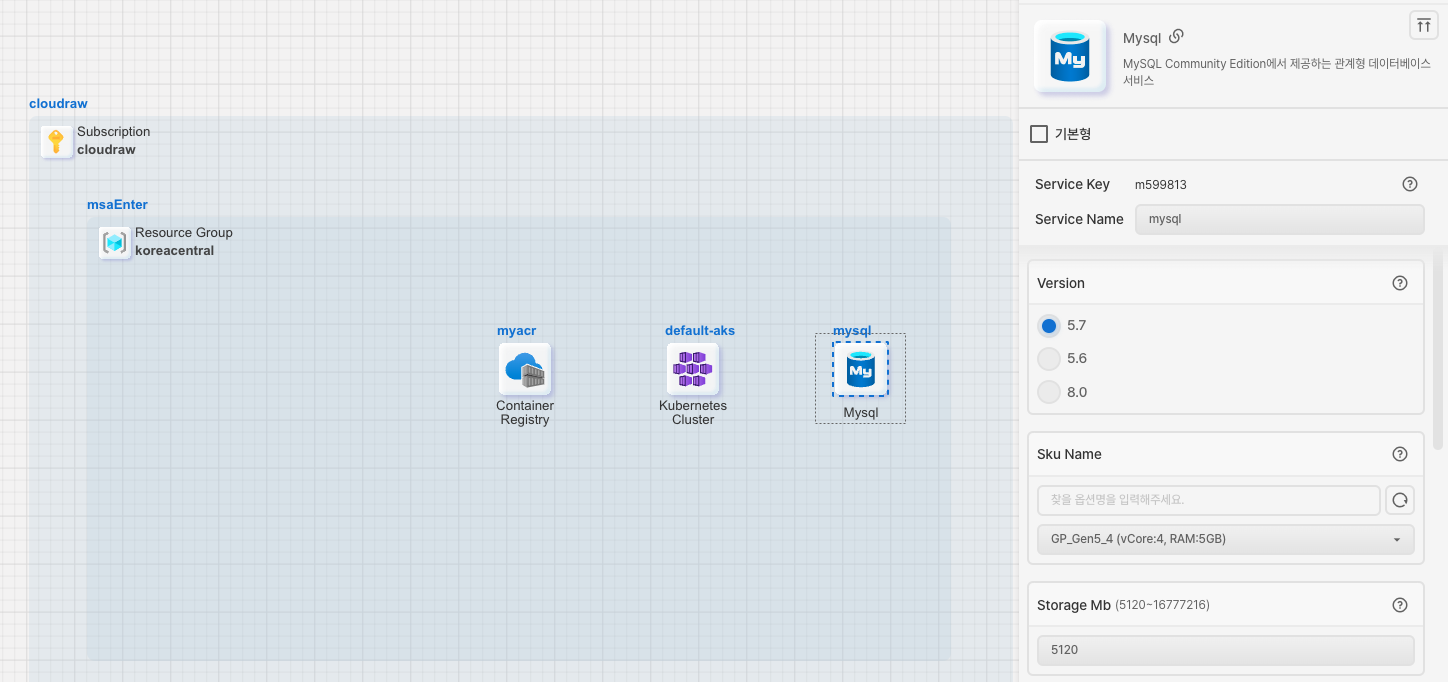 cloudraw
Subscription
cloudraw
msaEnter
Resource Group
koreacentral
myacr
Container
Registry
default-aks
Kubernetes
Cluster
mysql
My
Mysql
My
Mysql
MySQL Community Edition에서 제공하는 관계형 데이터베이스
서비스
기본형
Service Key m599813
Service Name mysql
Version
5.7
5.6
8.0
Sku Name
찾을 옵션명을 입력해주세요.
GP_Gen5_4 (vCore:4, RAM:5GB)
Storage Mb (5120~16777216)
5120